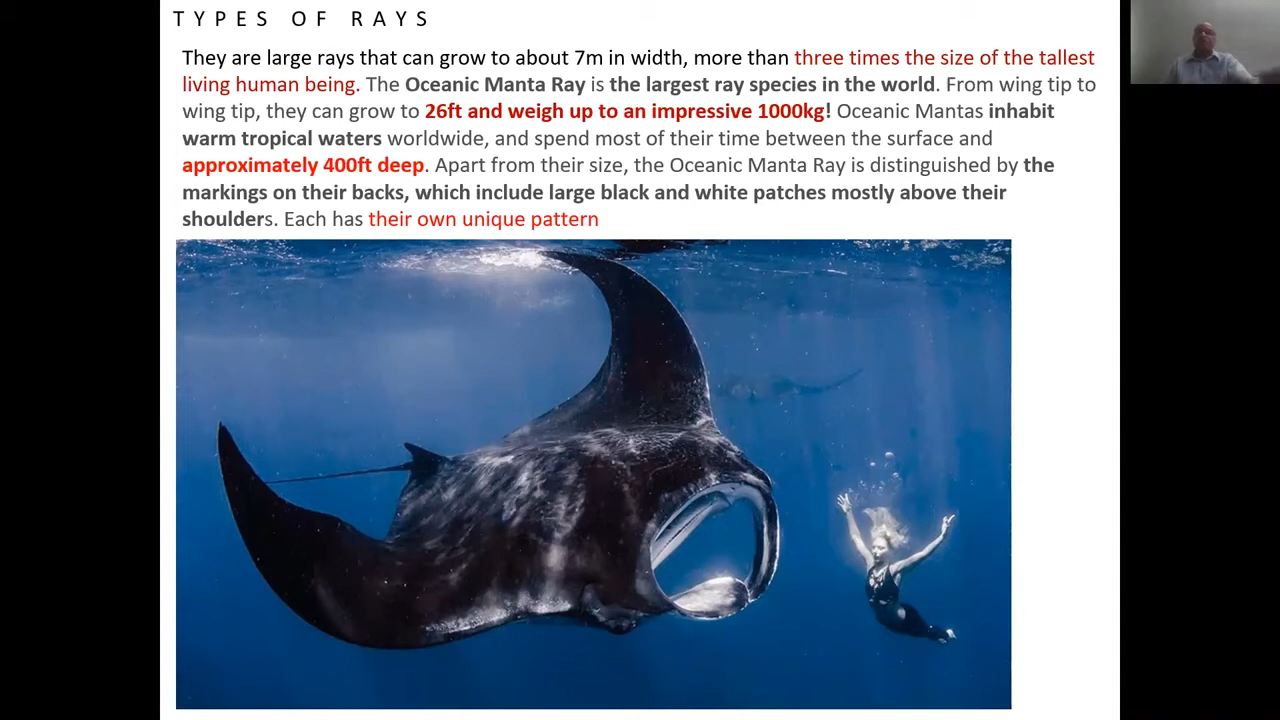 TYPES OF RAYS
They are large rays that can grow to about 7m in width, more than three times the size of the tallest
living human being. The Oceanic Manta Ray is the largest ray species in the world. From wing tip to
wing tip, they can grow to 26ft and weigh up to an impressive 1000kg! Oceanic Mantas inhabit
warm tropical waters worldwide, and spend most of their time between the surface and
approximately 400ft deep. Apart from their size, the Oceanic Manta Ray is distinguished by the
markings on their backs, which include large black and white patches mostly above their
shoulders. Each has their own unique pattern